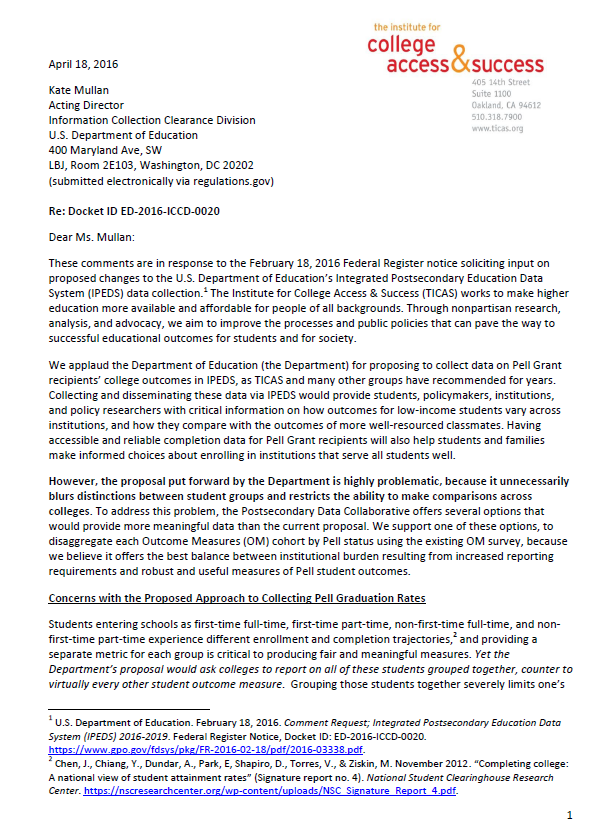 the institute for
college
access&success
405 14th Street
Suite 1100
Oakland, CA 94612
510.318.7900
www.ticas.org
April 18, 2016
Kate Mullan
Acting Director
Information Collection Clearance Division
U.S. Department of Education
400 Maryland Ave, SW
LBJ, Room 2E103, Washington, DC 20202
(submitted electronically via regulations.gov)
Re: Docket ID ED-2016-ICCD-0020
Dear Ms. Mullan:
These comments are in response to the February 18, 2016 Federal Register notice soliciting input on
proposed changes to the U.S. Department of Education's Integrated Postsecondary Education Data
System (IPEDS) data collection.1 The Institute for College Access & Success (TICAS) works to make higher
education more available and affordable for people of all backgrounds. Through nonpartisan research,
analysis, and advocacy, we aim to improve the processes and public policies that can pave the way to
successful educational outcomes for students and for society.
We applaud the Department of Education (the Department) for proposing to collect data on Pell Grant
recipients' college outcomes in IPEDS, as TICAS and many other groups have recommended for years.
Collecting and disseminating these data via IPEDS would provide students, policymakers, institutions,
and policy researchers with critical information on how outcomes for low-income students vary across
institutions, and how they compare with the outcomes of more well-resourced classmates. Having
accessible and reliable completion data for Pell Grant recipients will also help students and families
make informed choices about enrolling in institutions that serve all students well.
However, the proposal put forward by the Department is highly problematic, because it unnecessarily
blurs distinctions between student groups and restricts the ability to make comparisons across
colleges. To address this problem, the Postsecondary Data Collaborative offers several options that
would provide more meaningful data than the current proposal. We support one of these options, to
disaggregate each Outcome Measures (OM) cohort by Pell status using the existing OM survey, because
we believe it offers the best balance between institutional burden resulting from increased reporting
requirements and robust and useful measures of Pell student outcomes.
Concerns with the Proposed Approach to Collecting Pell Graduation Rates
Students entering schools as first-time full-time, first-time part-time, non-first-time full-time, and non-
first-time part-time experience different enrollment and completion trajectories,2 and providing a
separate metric for each group is critical to producing fair and meaningful measures. Yet the
Department's proposal would ask colleges to report on all of these students grouped together, counter to
virtually every other student outcome measure. Grouping those students together severely limits one's
1 U.S. Department of Education. February 18, 2016. Comment Request; Integrated Postsecondary Education Data
System (IPEDS) 2016-2019. Federal Register Notice, Docket ID: ED-2016-ICCD-0020.
https://www.gpo.gov/fdsys/pkg/FR-2016-02-18/pdf/2016-03338.pdf.
2 Chen, J., Chiang, Y., Dundar, A., Park, E, Shapiro, D., Torres, V., & Ziskin, M. November 2012. "Completing college:
A national view of student attainment rates" (Signature report no. 4). National Student Clearinghouse Research
Center. https://nscresearchcenter.org/wp-content/uploads/NSC_Signature_Report_4.pdf.
1